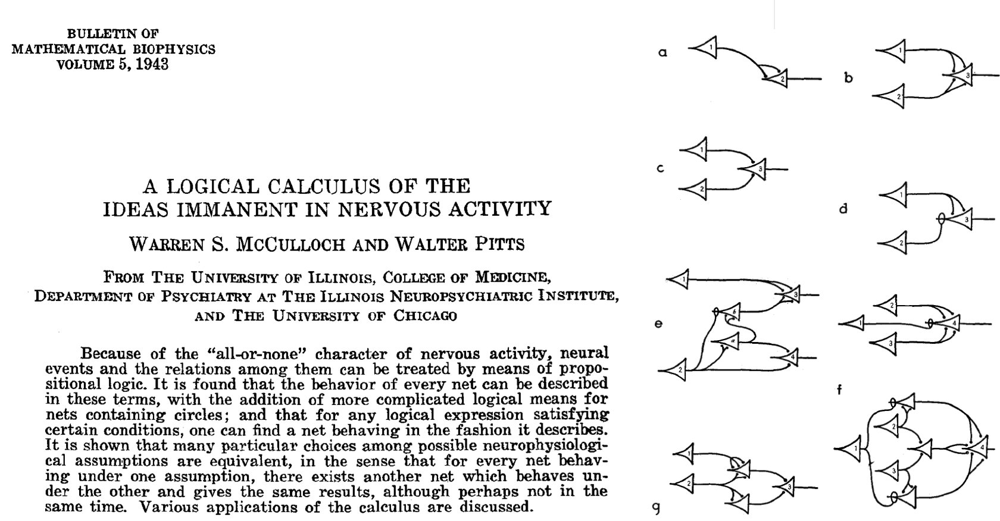 BULLETIN OF
MATHEMATICAL BIOPHYSICS
VOLUME 5, 1943
A LOGICAL CALCULUS OF THE
IDEAS IMMANENT IN NERVOUS ACTIVITY
WARREN S. MCCULLOCH AND WALTER PITTS
FROM THE UNIVERSITY OF ILLINOIS, COLLEGE OF MEDICINE,
DEPARTMENT OF PSYCHIATRY AT THE ILLINOIS NEUROPSYCHIATRIC INSTITUTE,
AND THE UNIVERSITY OF CHICAGO
Because of the “all-or-none” character of nervous activity, neural
events and the relations among them can be treated by means of propo-
sitional logic. It is found that the behavior of every net can be described
in these terms, with the addition of more complicated logical means for
nets containing circles; and that for any logical expression satisfying
certain conditions, one can find a net behaving in the fashion it describes.
It is shown that many particular choices among possible neurophysiologi-
cal assumptions are equivalent, in the sense that for every net behav-
ing under one assumption, there exists another net which behaves un-
der the other and gives the same results, although perhaps not in the
same time. Various applications of the calculus are discussed.
a
1
2
b
1
2
3
c
1
2
3
d
1
2
3
e
1
3
b
a
4
2
f
2
1
4
3
1
2
3
4
g
1
2
3